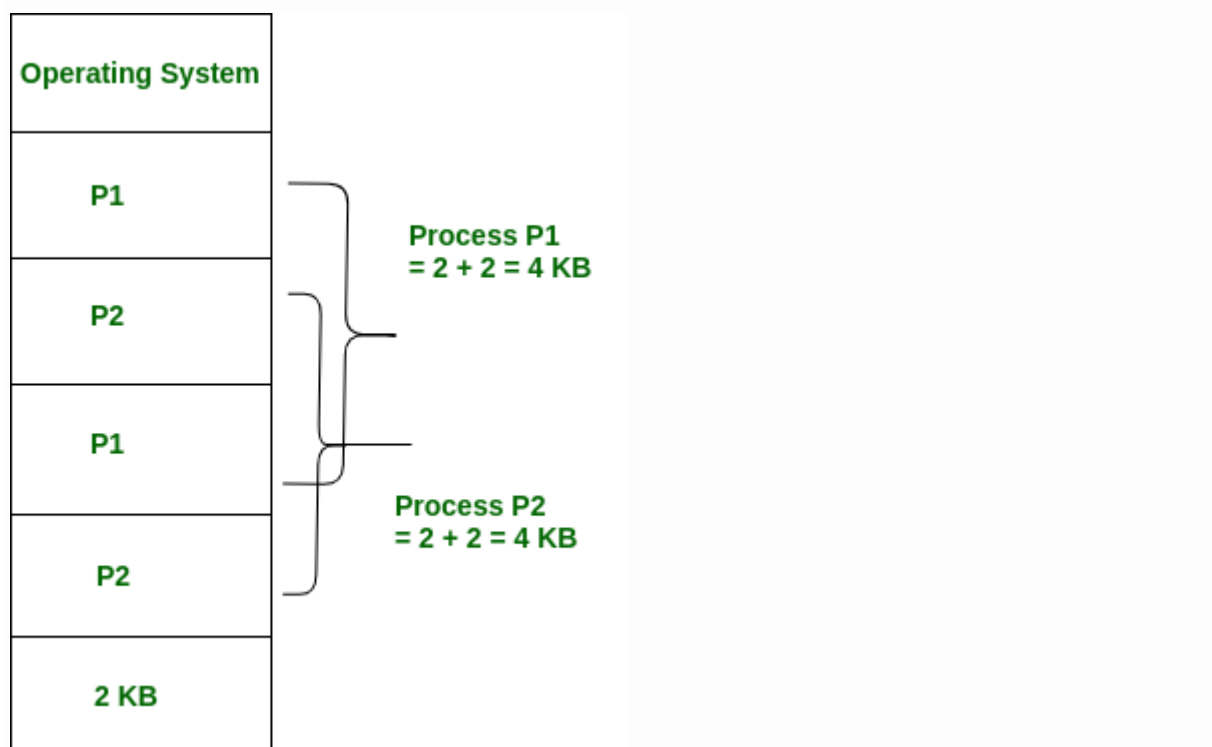 Operating System
P1
Process P1
= 2 + 2 = 4 KB
P2
P1
Process P2
= 2 + 2 = 4 KB
P2
2 KB